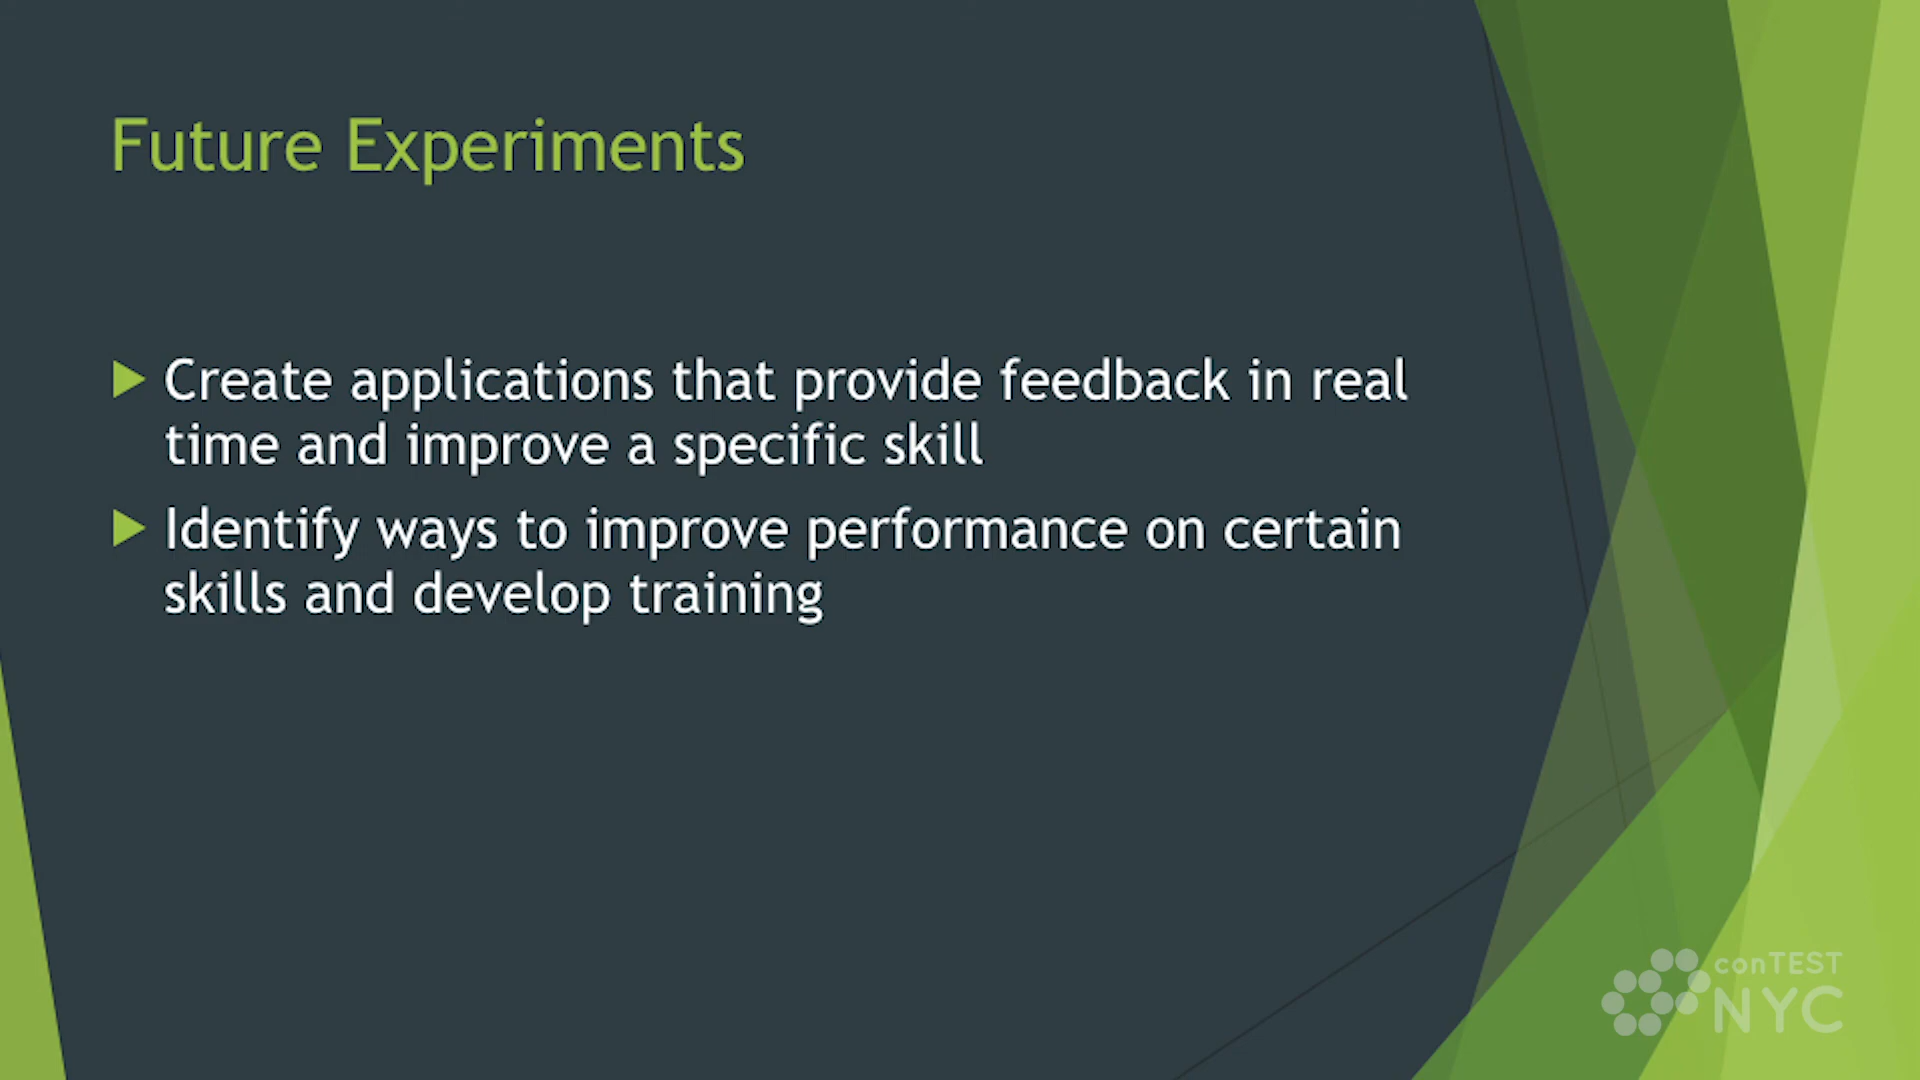 Future Experiments
Create applications that provide feedback in real
time and improve a specific skill
Identify ways to improve performance on certain
skills and develop training
conTEST
NYC